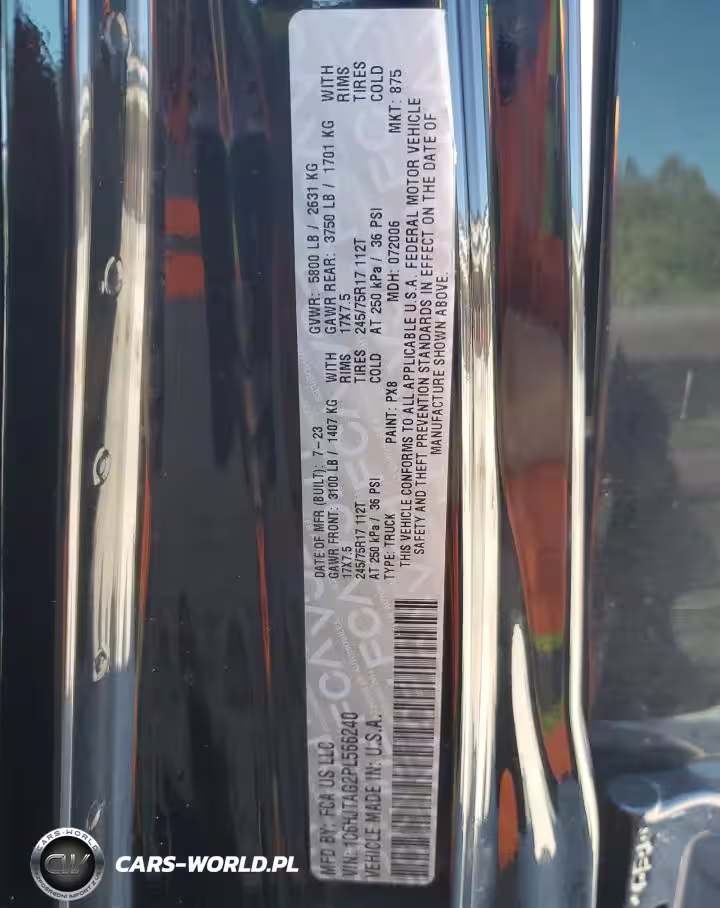 MFD BY: FCA US LLC
VIN: 1C6HJTAG2PL566240
VEHICLE MADE IN: U.S.A.
DATE OF MFR (BUILT): 7-23 GVWR: 5800 LB / 2631 KG
GAWR FRONT: 3100 LB / 1407 KG WITH GAWR REAR: 3750 LB / 1701 KG WITH
17X7.5 RIMS 17X7.5 RIMS
245/75R17 112T TIRES 245/75R17 112T TIRES
AT 250 kPa / 36 PSI COLD AT 250 kPa / 36 PSI COLD
TYPE: TRUCK PAINT: PX8 MDH: 072006 MKT: 875
THIS VEHICLE CONFORMS TO ALL APPLICABLE U.S.A. FEDERAL MOTOR VEHICLE
SAFETY AND THEFT PREVENTION STANDARDS IN EFFECT ON THE DATE OF
MANUFACTURE SHOWN ABOVE.
CARS-WORLD
CW
CARS-WORLD.PL